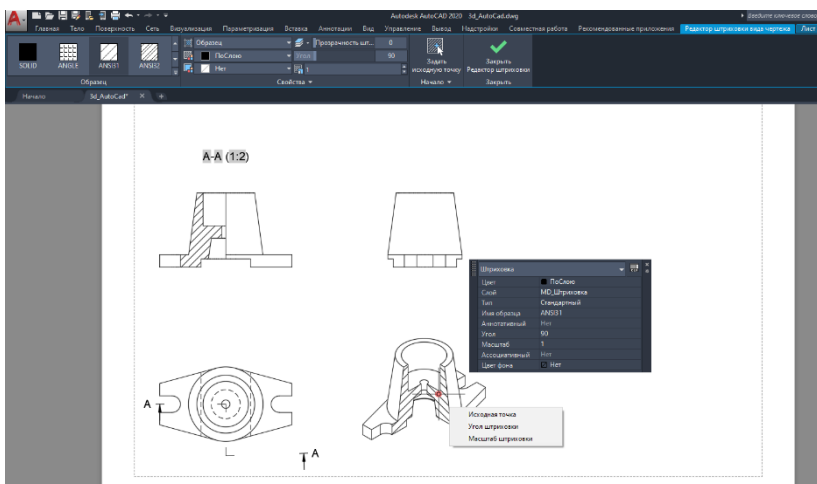 Autodesk AutoCAD 2020 3d_AutoCad.dwg
Введите ключевое слово
Главная Тело Поверхность Сеть Визуализация Параметризация Вставка Аннотации Вид Управление Вывод Надстройки Совместная работа Рекомендованные приложения Редактор штриховки вида чертежа Лист
SOLID ANGLE ANSI31 ANSI32
Образец Прозрачность шт... 0
ПоСлою Угол 90
Нет 1
Задать исходную точку
Закрыть Редактор штриховки
Образец Свойства Начало Закрыть
Начало 3d_AutoCad*
A-A (1:2)
Штриховка
Цвет ПоСлою
Слой MD_Штриховка
Тип Стандартный
Имя образца ANSI31
Аннотативный Нет
Угол 90
Масштаб 1
Ассоциативный Нет
Цвет фона Нет
A
A
Исходная точка
Угол штриховки
Масштаб штриховки